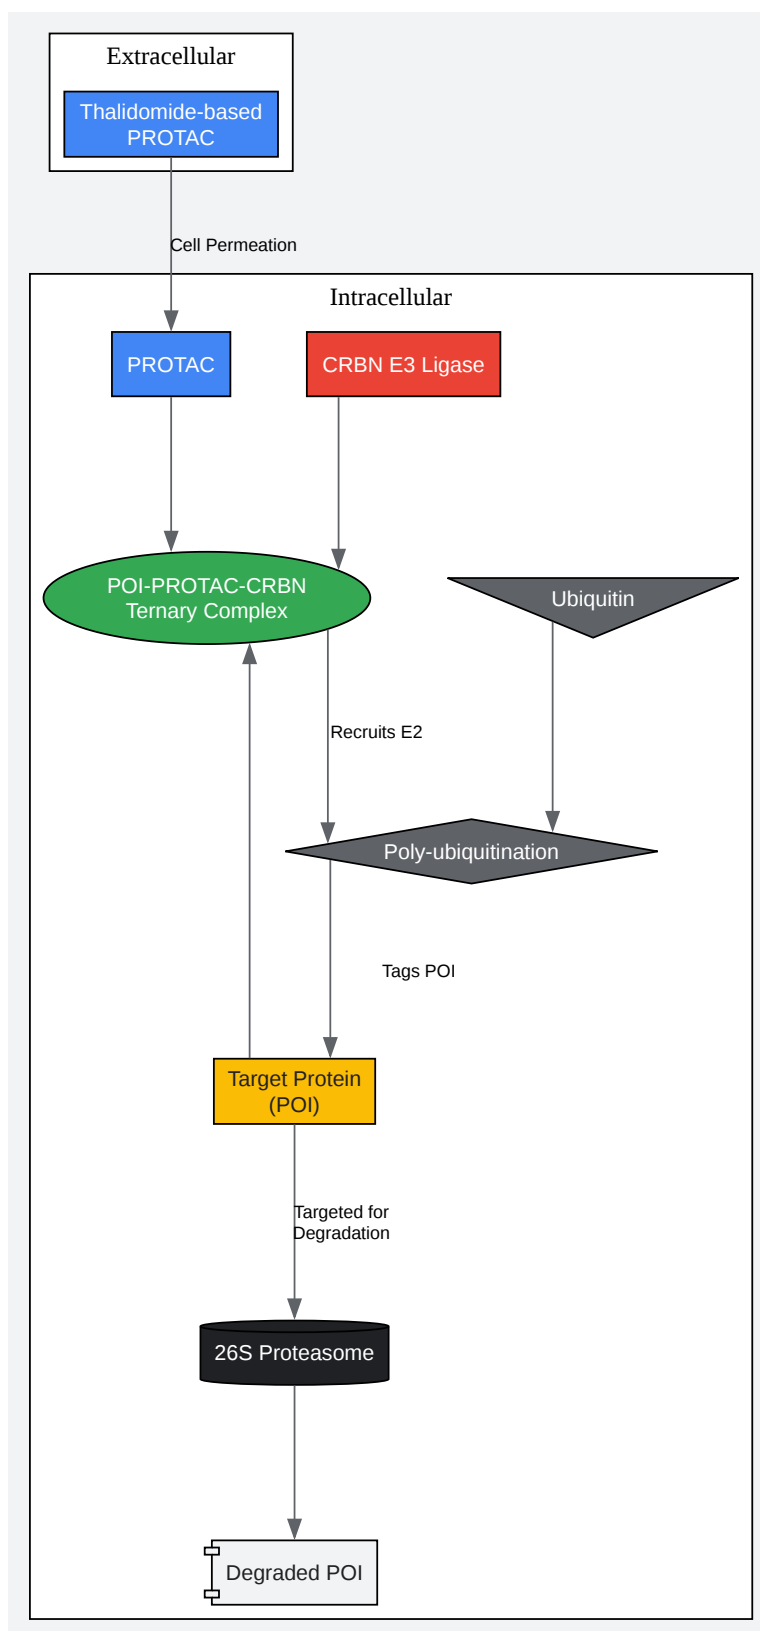 Extracellular
Thalidomide-based
PROTAC
Cell Permeation
Intracellular
PROTAC
CRBN E3 Ligase
POI-PROTAC-CRBN
Ternary Complex
Ubiquitin
Recruits E2
Poly-ubiquitination
Tags POI
Target Protein
(POI)
Targeted for
Degradation
26S Proteasome
Degraded POI